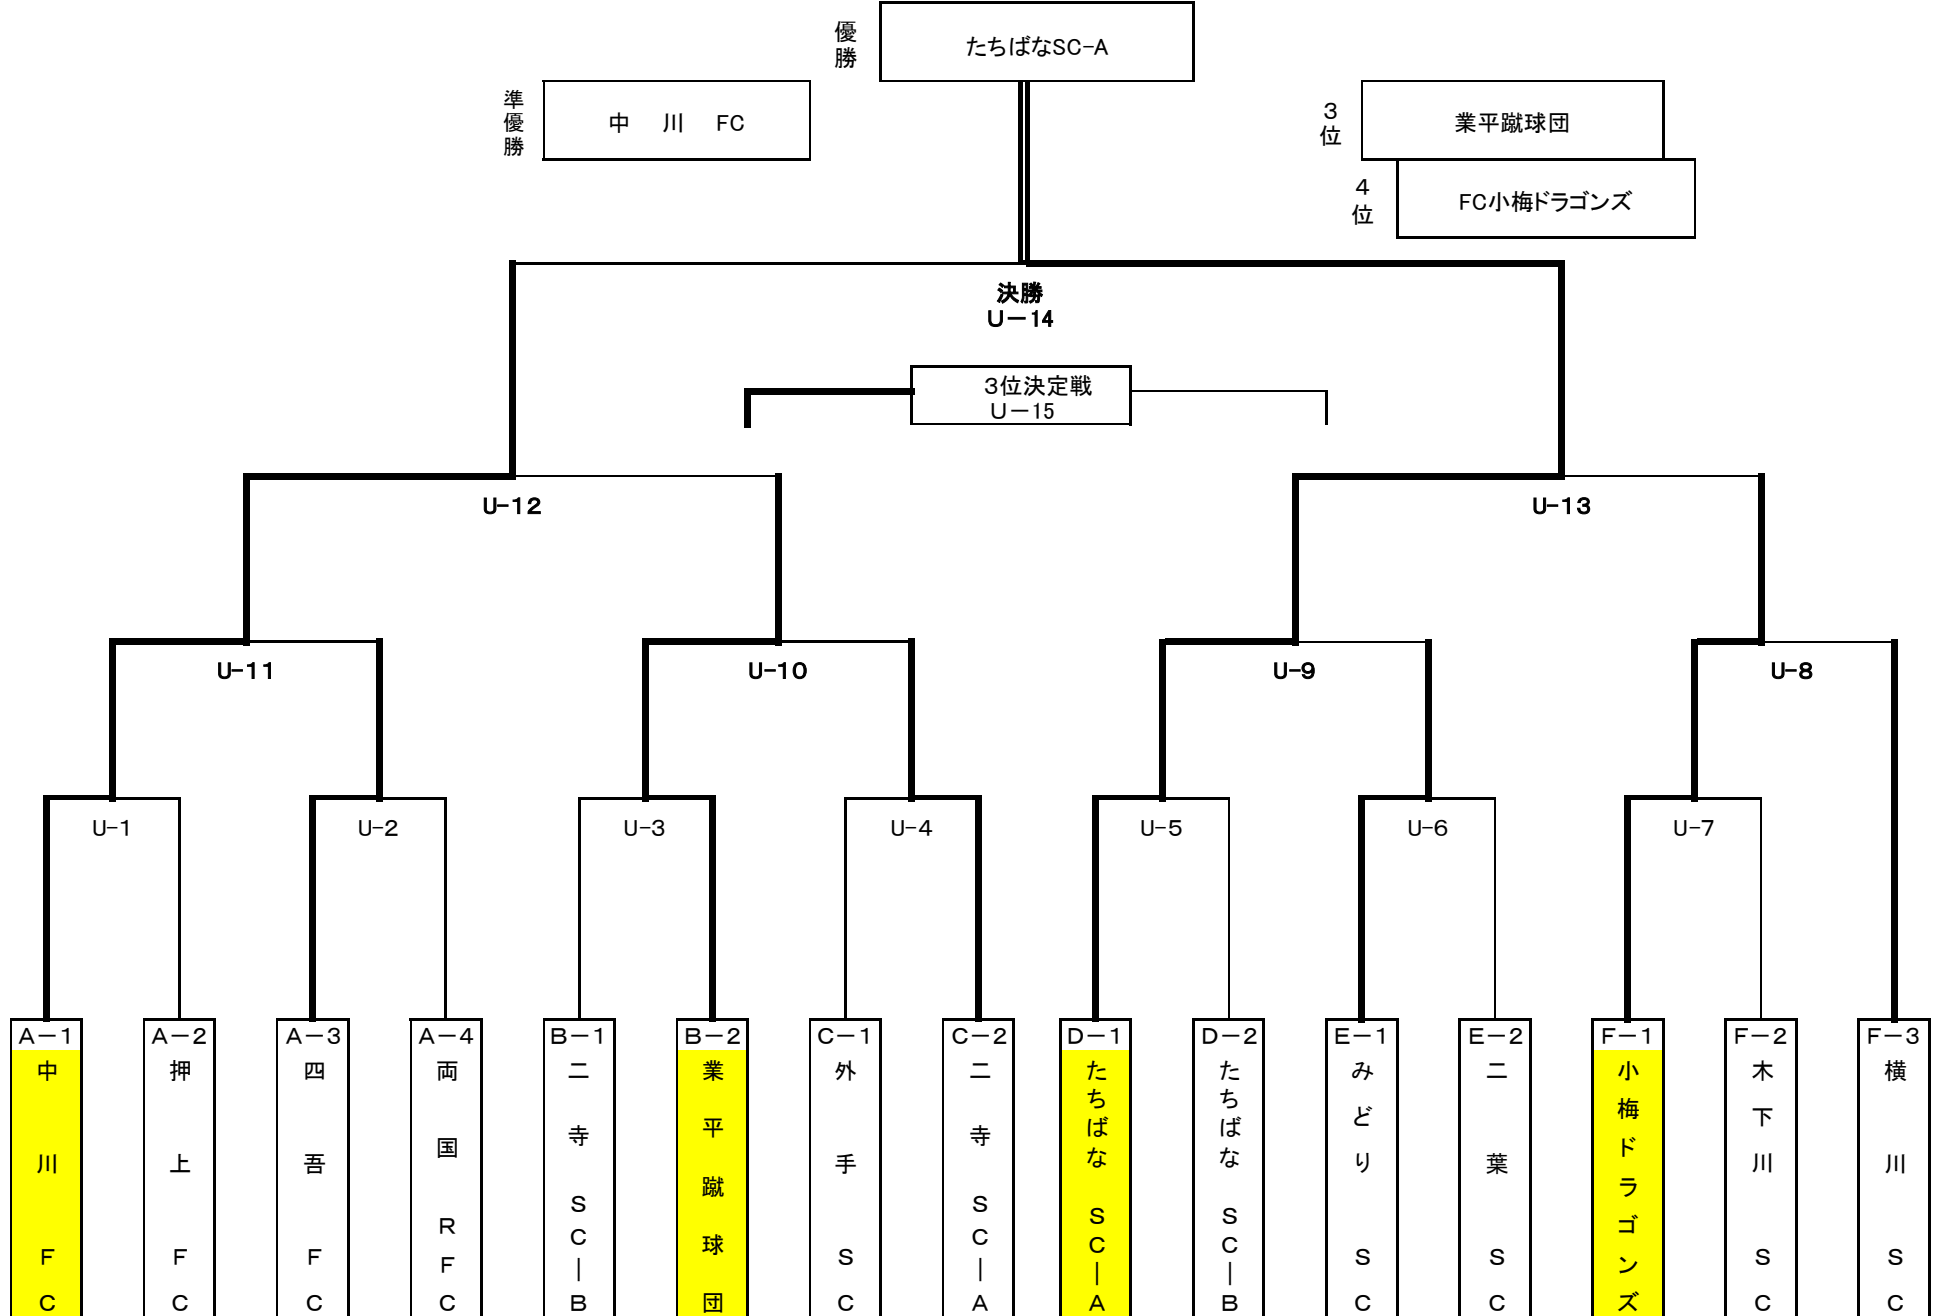 優勝
たちばなSC-A
準優勝
中 川 FC
3位
業平蹴球団
4位
FC小梅ドラゴンズ
決勝
U－14
3位決定戦
U－15
U-12
U-13
U-11
U-10
U-9
U-8
U-1
U-2
U-3
U-4
U-5
U-6
U-7
A－1
中川FC
A－2
押上FC
A－3
四吾FC
A－4
両国RFC
B－1
二寺SC｜B
B－2
業平蹴球団
C－1
外手SC
C－2
二寺SC｜A
D－1
たちばなSC｜A
D－2
たちばなSC｜B
E－1
みどりSC
E－2
二葉SC
F－1
小梅ドラゴンズ
F－2
木下川SC
F－3
横川SC